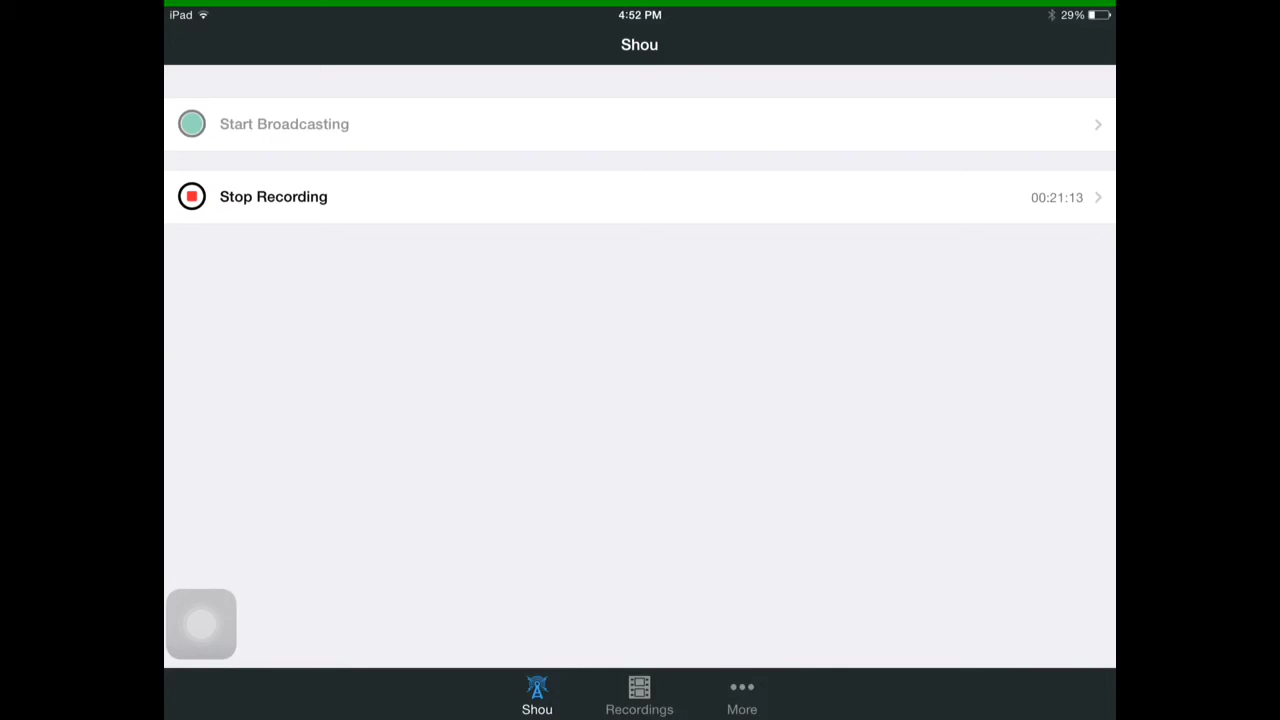 iPad 4:52 PM 29%
Shou
Start Broadcasting
Stop Recording 00:21:13
Shou Recordings More